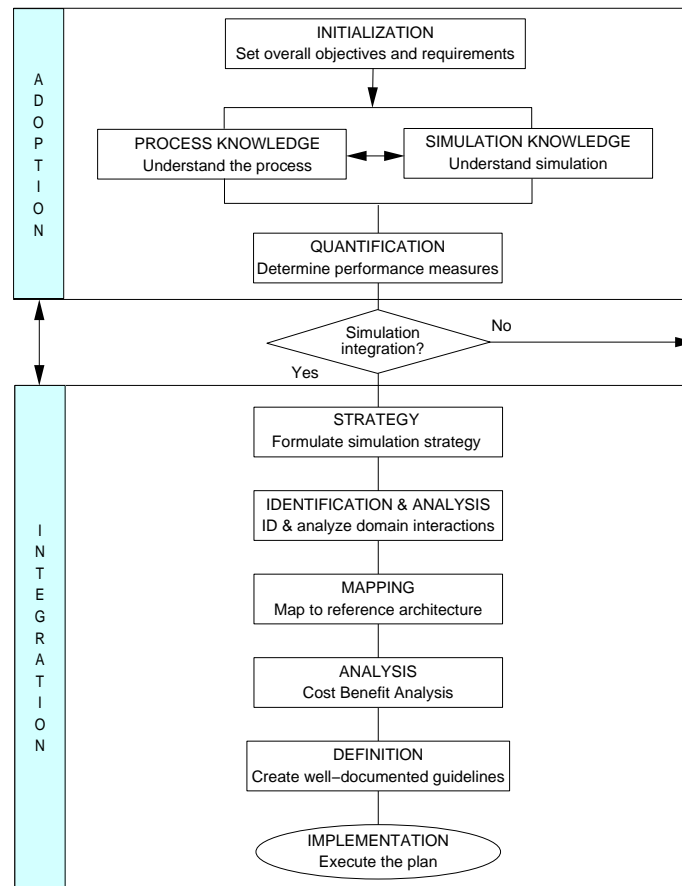 ADOPTION
INITIALIZATION
Set overall objectives and requirements
PROCESS KNOWLEDGE
Understand the process
SIMULATION KNOWLEDGE
Understand simulation
QUANTIFICATION
Determine performance measures
Simulation
integration?
No
Yes
INTEGRATION
STRATEGY
Formulate simulation strategy
IDENTIFICATION & ANALYSIS
ID & analyze domain interactions
MAPPING
Map to reference architecture
ANALYSIS
Cost Benefit Analysis
DEFINITION
Create well−documented guidelines
IMPLEMENTATION
Execute the plan